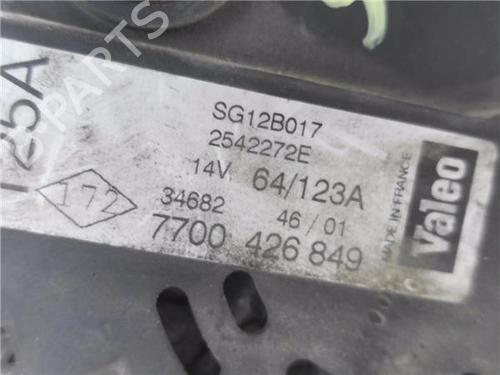 125A
172
SG12B017
2542272E
14V 64/123A
34682 46/01
7700 426 849
MADE IN FRANCE
Valeo